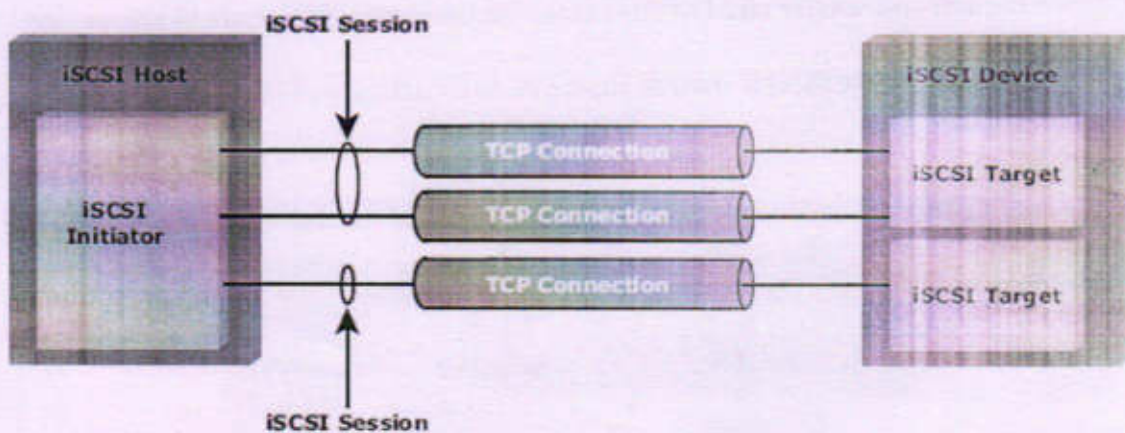 iSCSI Session
iSCSI Host
iSCSI Device
TCP Connection
iSCSI Target
iSCSI
Initiator
TCP Connection
TCP Connection
iSCSI Target
iSCSI Session